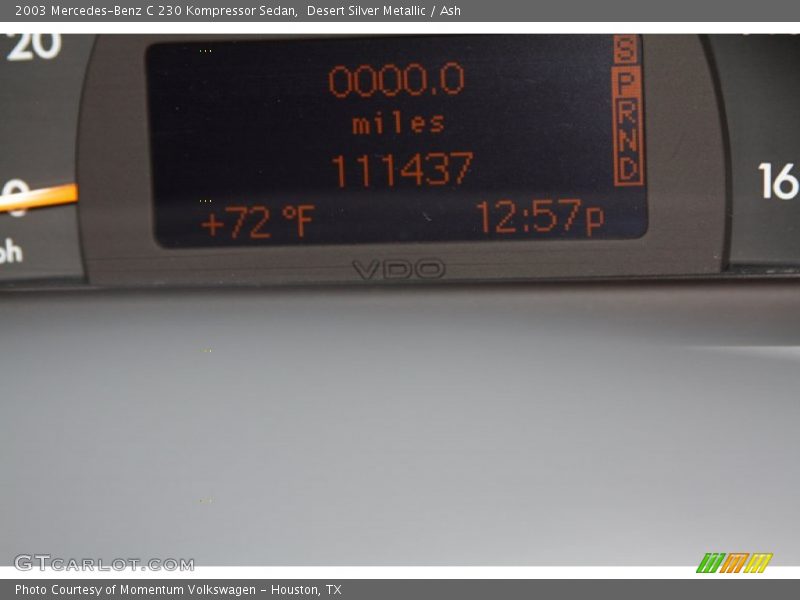 2003 Mercedes-Benz C 230 Kompressor Sedan, Desert Silver Metallic / Ash
20
0000.0
miles
111437
+72 °F
12:57p
S
P
R
N
D
0
16
VDO
GTCARLOT.COM
Photo Courtesy of Momentum Volkswagen - Houston, TX